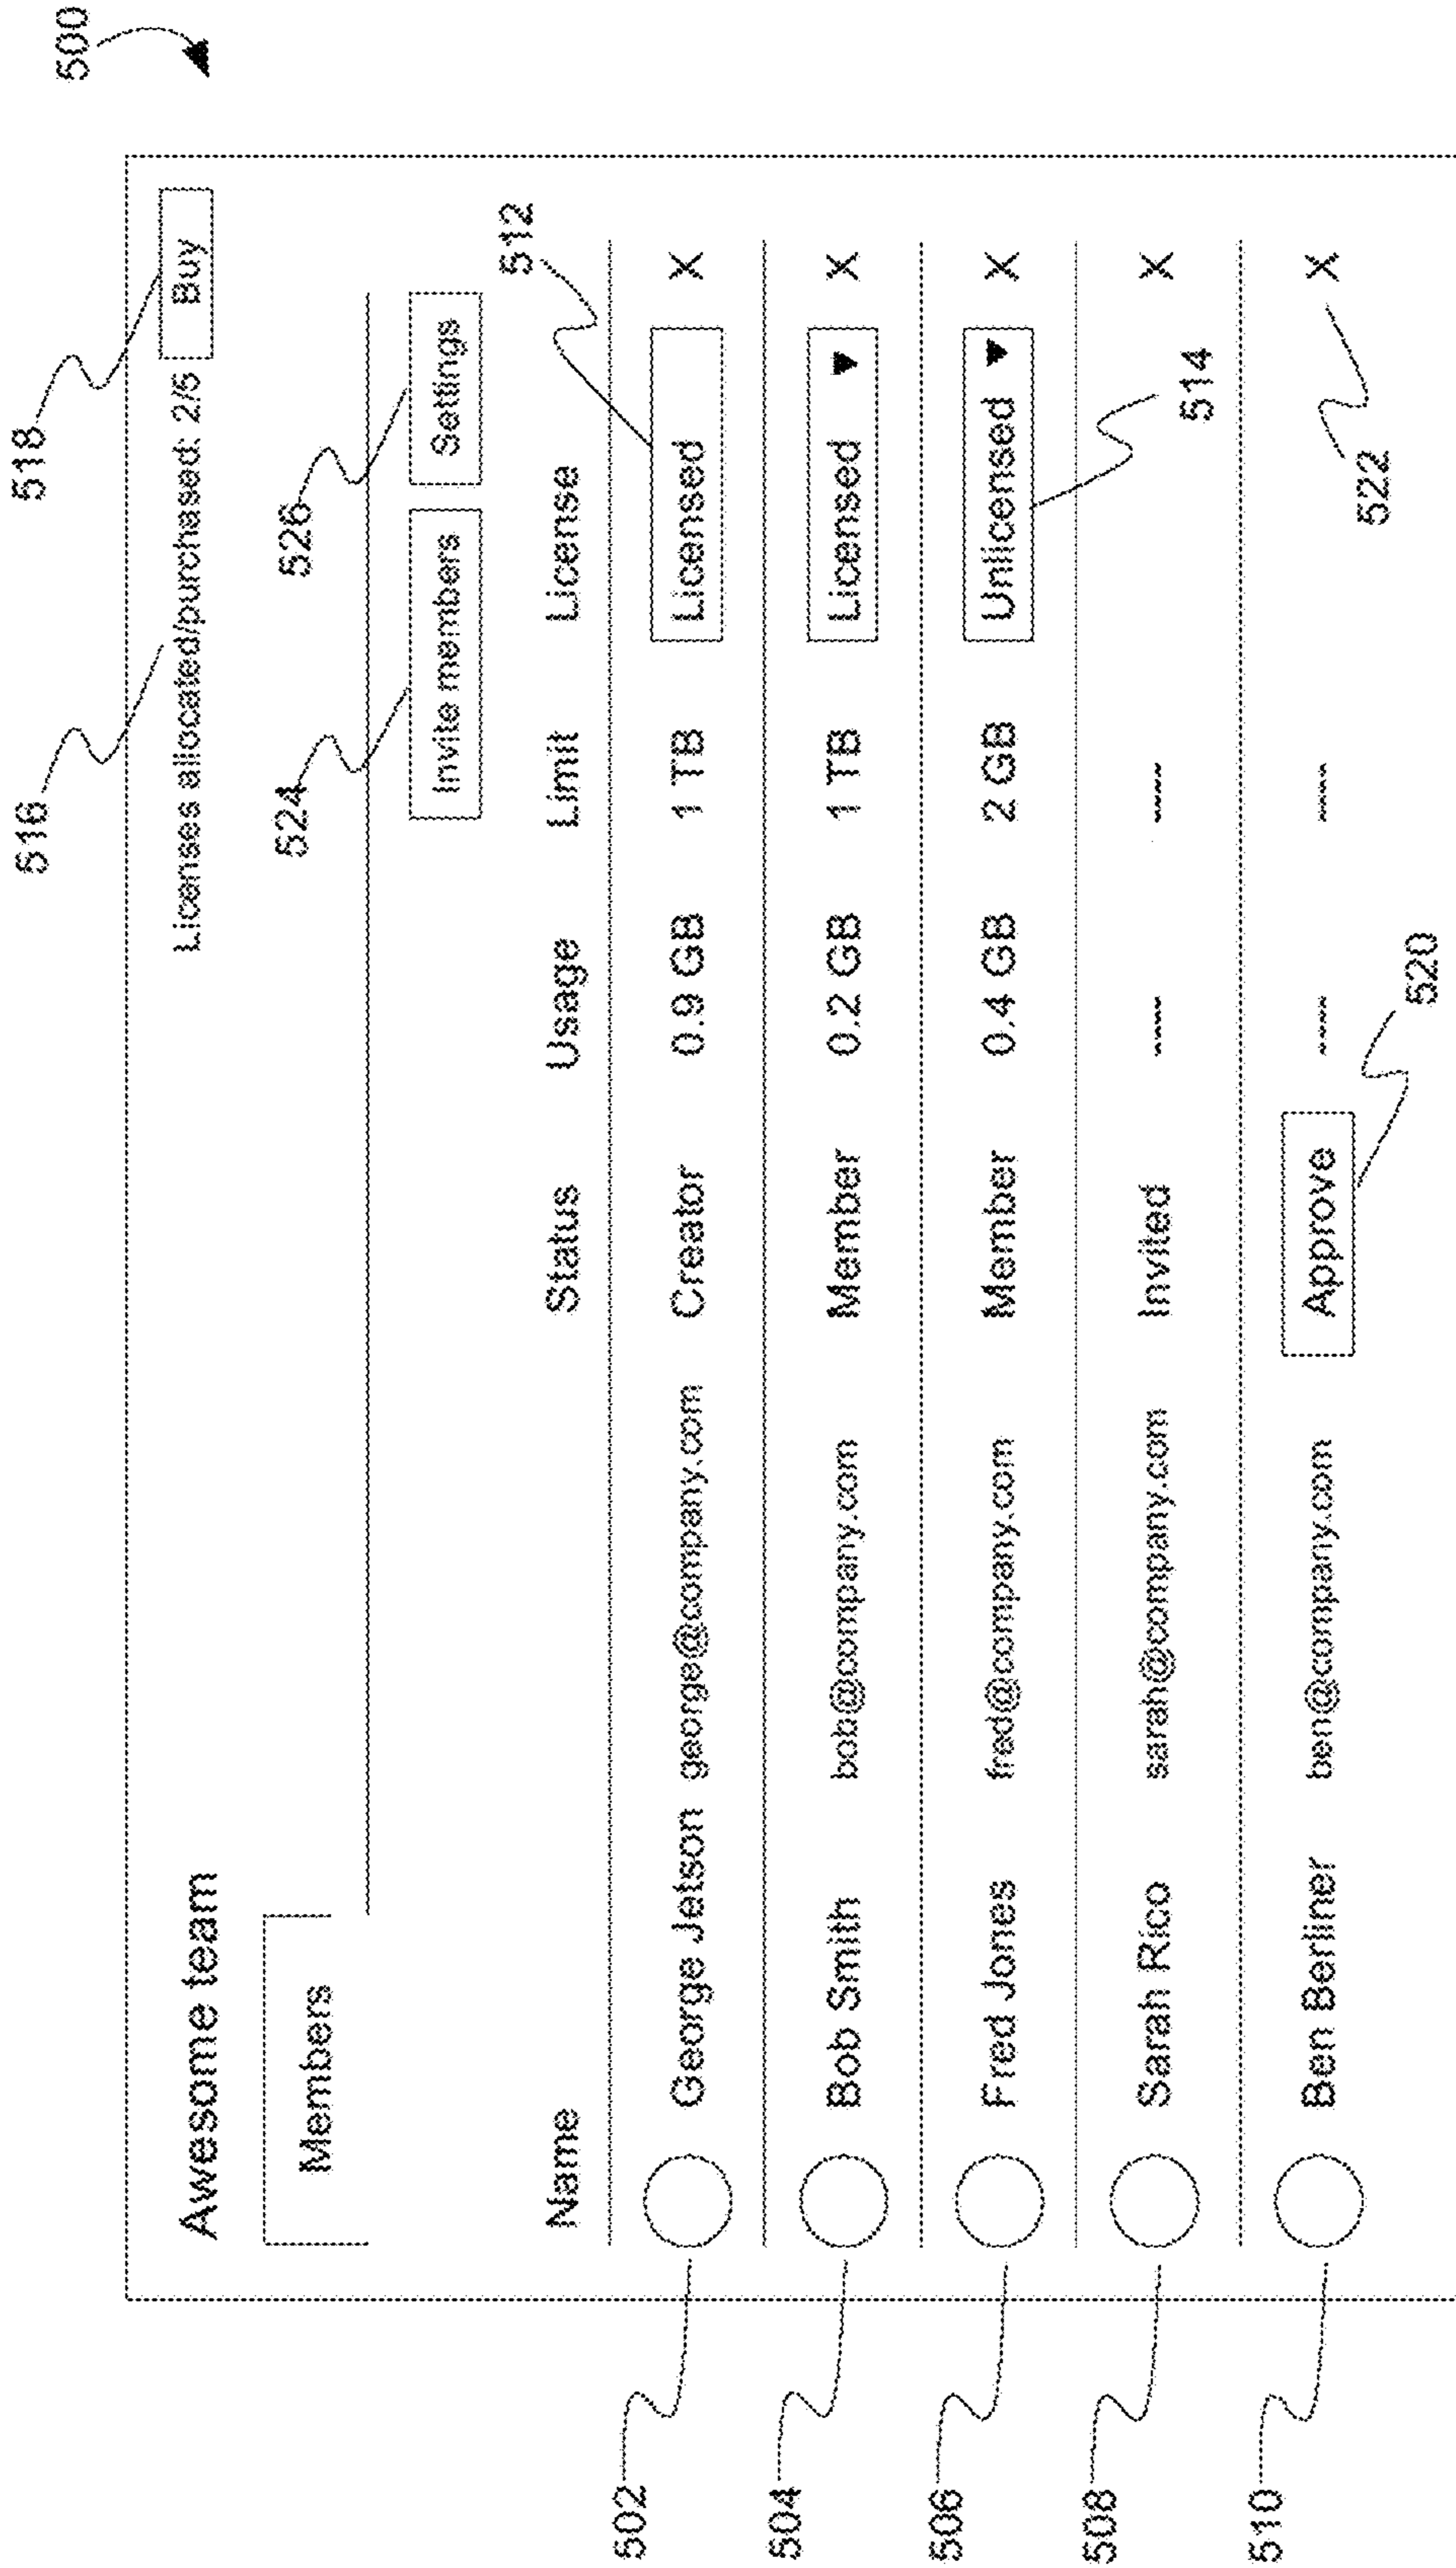 500
518
516
Awesome team
Licenses allocated/purchased: 2/5 Buy
Members
524
526
Invite members Settings
512
Name Status Usage Limit License
502
George Jetson george@company.com Creator 0.9 GB 1 TB Licensed X
504
Bob Smith bob@company.com Member 0.2 GB 1 TB Licensed ▼ X
506
Fred Jones fred@company.com Member 0.4 GB 2 GB Unlicensed ▼ X
514
508
Sarah Rico sarah@company.com Invited --- --- X
510
Ben Berliner ben@company.com Approve --- --- X
522
520